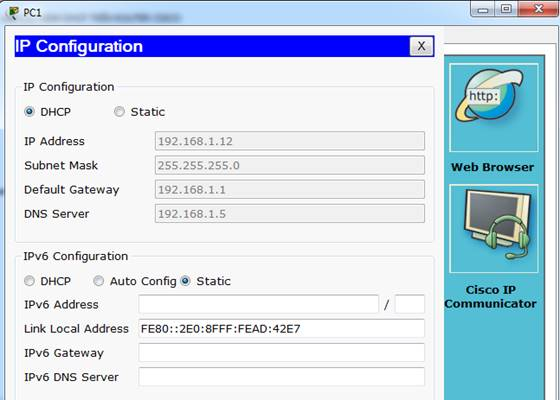 PC1
IP Configuration
X
IP Configuration
DHCP
Static
IP Address
192.168.1.12
Subnet Mask
255.255.255.0
Default Gateway
192.168.1.1
DNS Server
192.168.1.5
IPv6 Configuration
DHCP
Auto Config
Static
IPv6 Address
/
Link Local Address
FE80::2E0:8FFF:FEAD:42E7
IPv6 Gateway
IPv6 DNS Server
http:
Web Browser
Cisco IP
Communicator